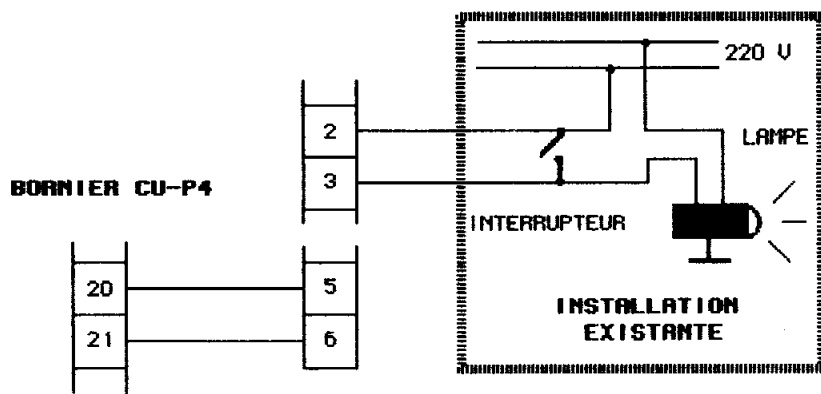 220 V
2
LAMPE
3
BORNIER CU-P4
INTERRUPTEUR
20
5
21
6
INSTALLATION
EXISTANTE